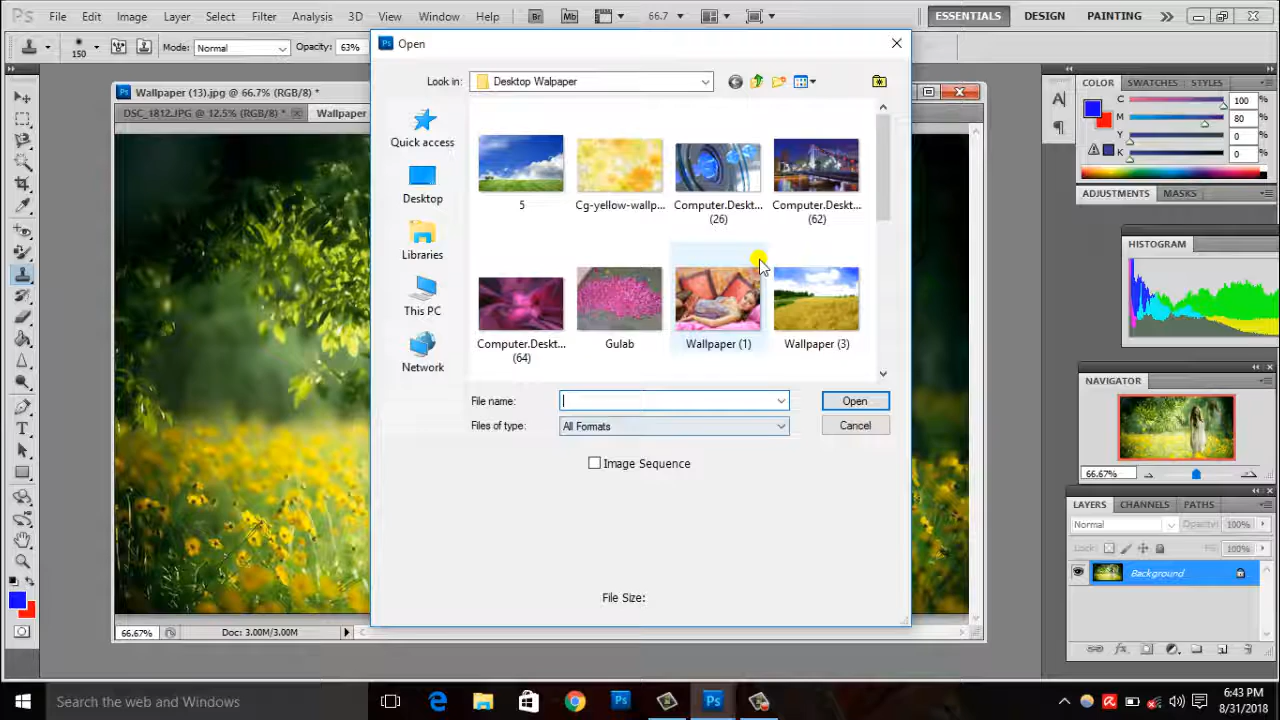 Ps File Edit Image Layer Select Filter Analysis 3D View Window Help Br Mb 66.7 ESSENTIALS DESIGN PAINTING
150 Mode: Normal Opacity: 63%
Ps Open
Look in: Desktop Walpaper
Ps Wallpaper (13).jpg @ 66.7% (RGB/8) *
DSC_1812.JPG @ 12.5% (RGB/8) * Wallpaper
Quick access
Desktop
Libraries
This PC
Network
5 Cg-yellow-wallp... Computer.Deskt... (26) Computer.Deskt... (62)
Computer.Deskt... (64) Gulab Wallpaper (1) Wallpaper (3)
File name: Open
Files of type: All Formats Cancel
Image Sequence
File Size:
COLOR SWATCHES STYLES
C 100 %
M 80 %
Y 0 %
K 0 %
ADJUSTMENTS MASKS
HISTOGRAM
NAVIGATOR
66.67%
LAYERS CHANNELS PATHS
Normal Opacity: 100%
Lock: Fill: 100%
Background
66.67% Doc: 3.00M/3.00M
Search the web and Windows
Ps Ps
6:43 PM
8/31/2018